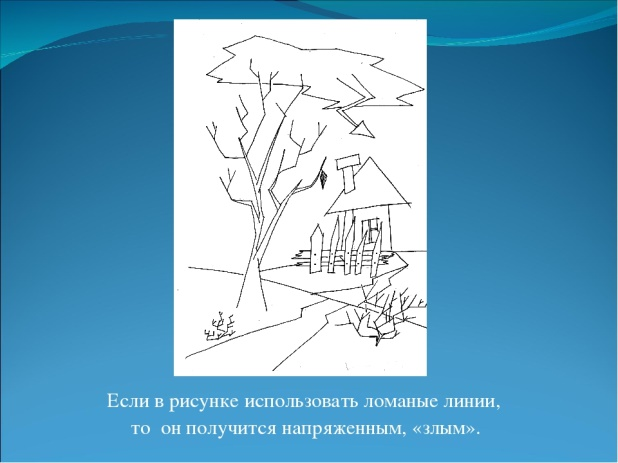 Если в рисунке использовать ломаные линии,
то он получится напряженным, «злым».